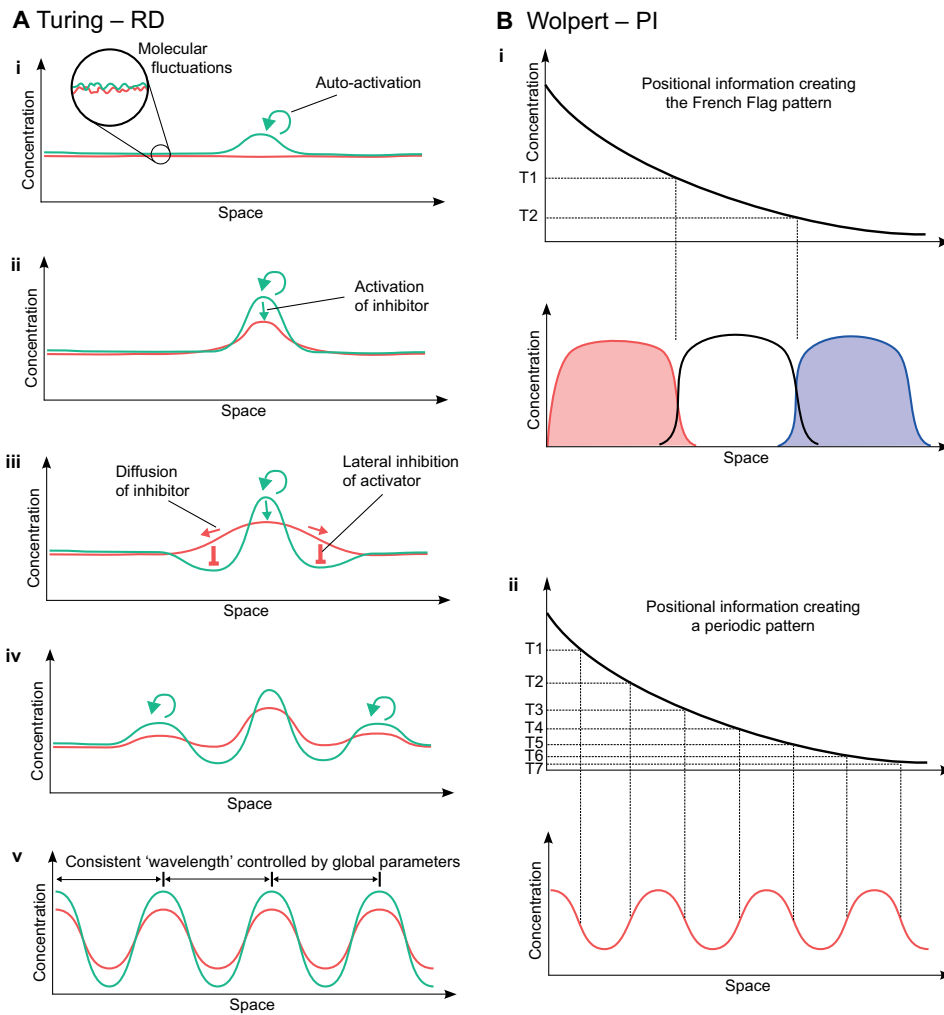 A Turing – RD
i
Molecular
fluctuations
Auto-activation
Concentration
Space
ii
Activation
of inhibitor
Concentration
Space
iii
Diffusion
of inhibitor
Lateral inhibition
of activator
Concentration
Space
iv
Concentration
Space
v
Consistent ‘wavelength’ controlled by global parameters
Concentration
Space
B Wolpert – PI
i
Positional information creating
the French Flag pattern
Concentration
T1
T2
Concentration
Space
ii
Positional information creating
a periodic pattern
T1
T2
T3
T4
T5
T6
T7
Concentration
Space